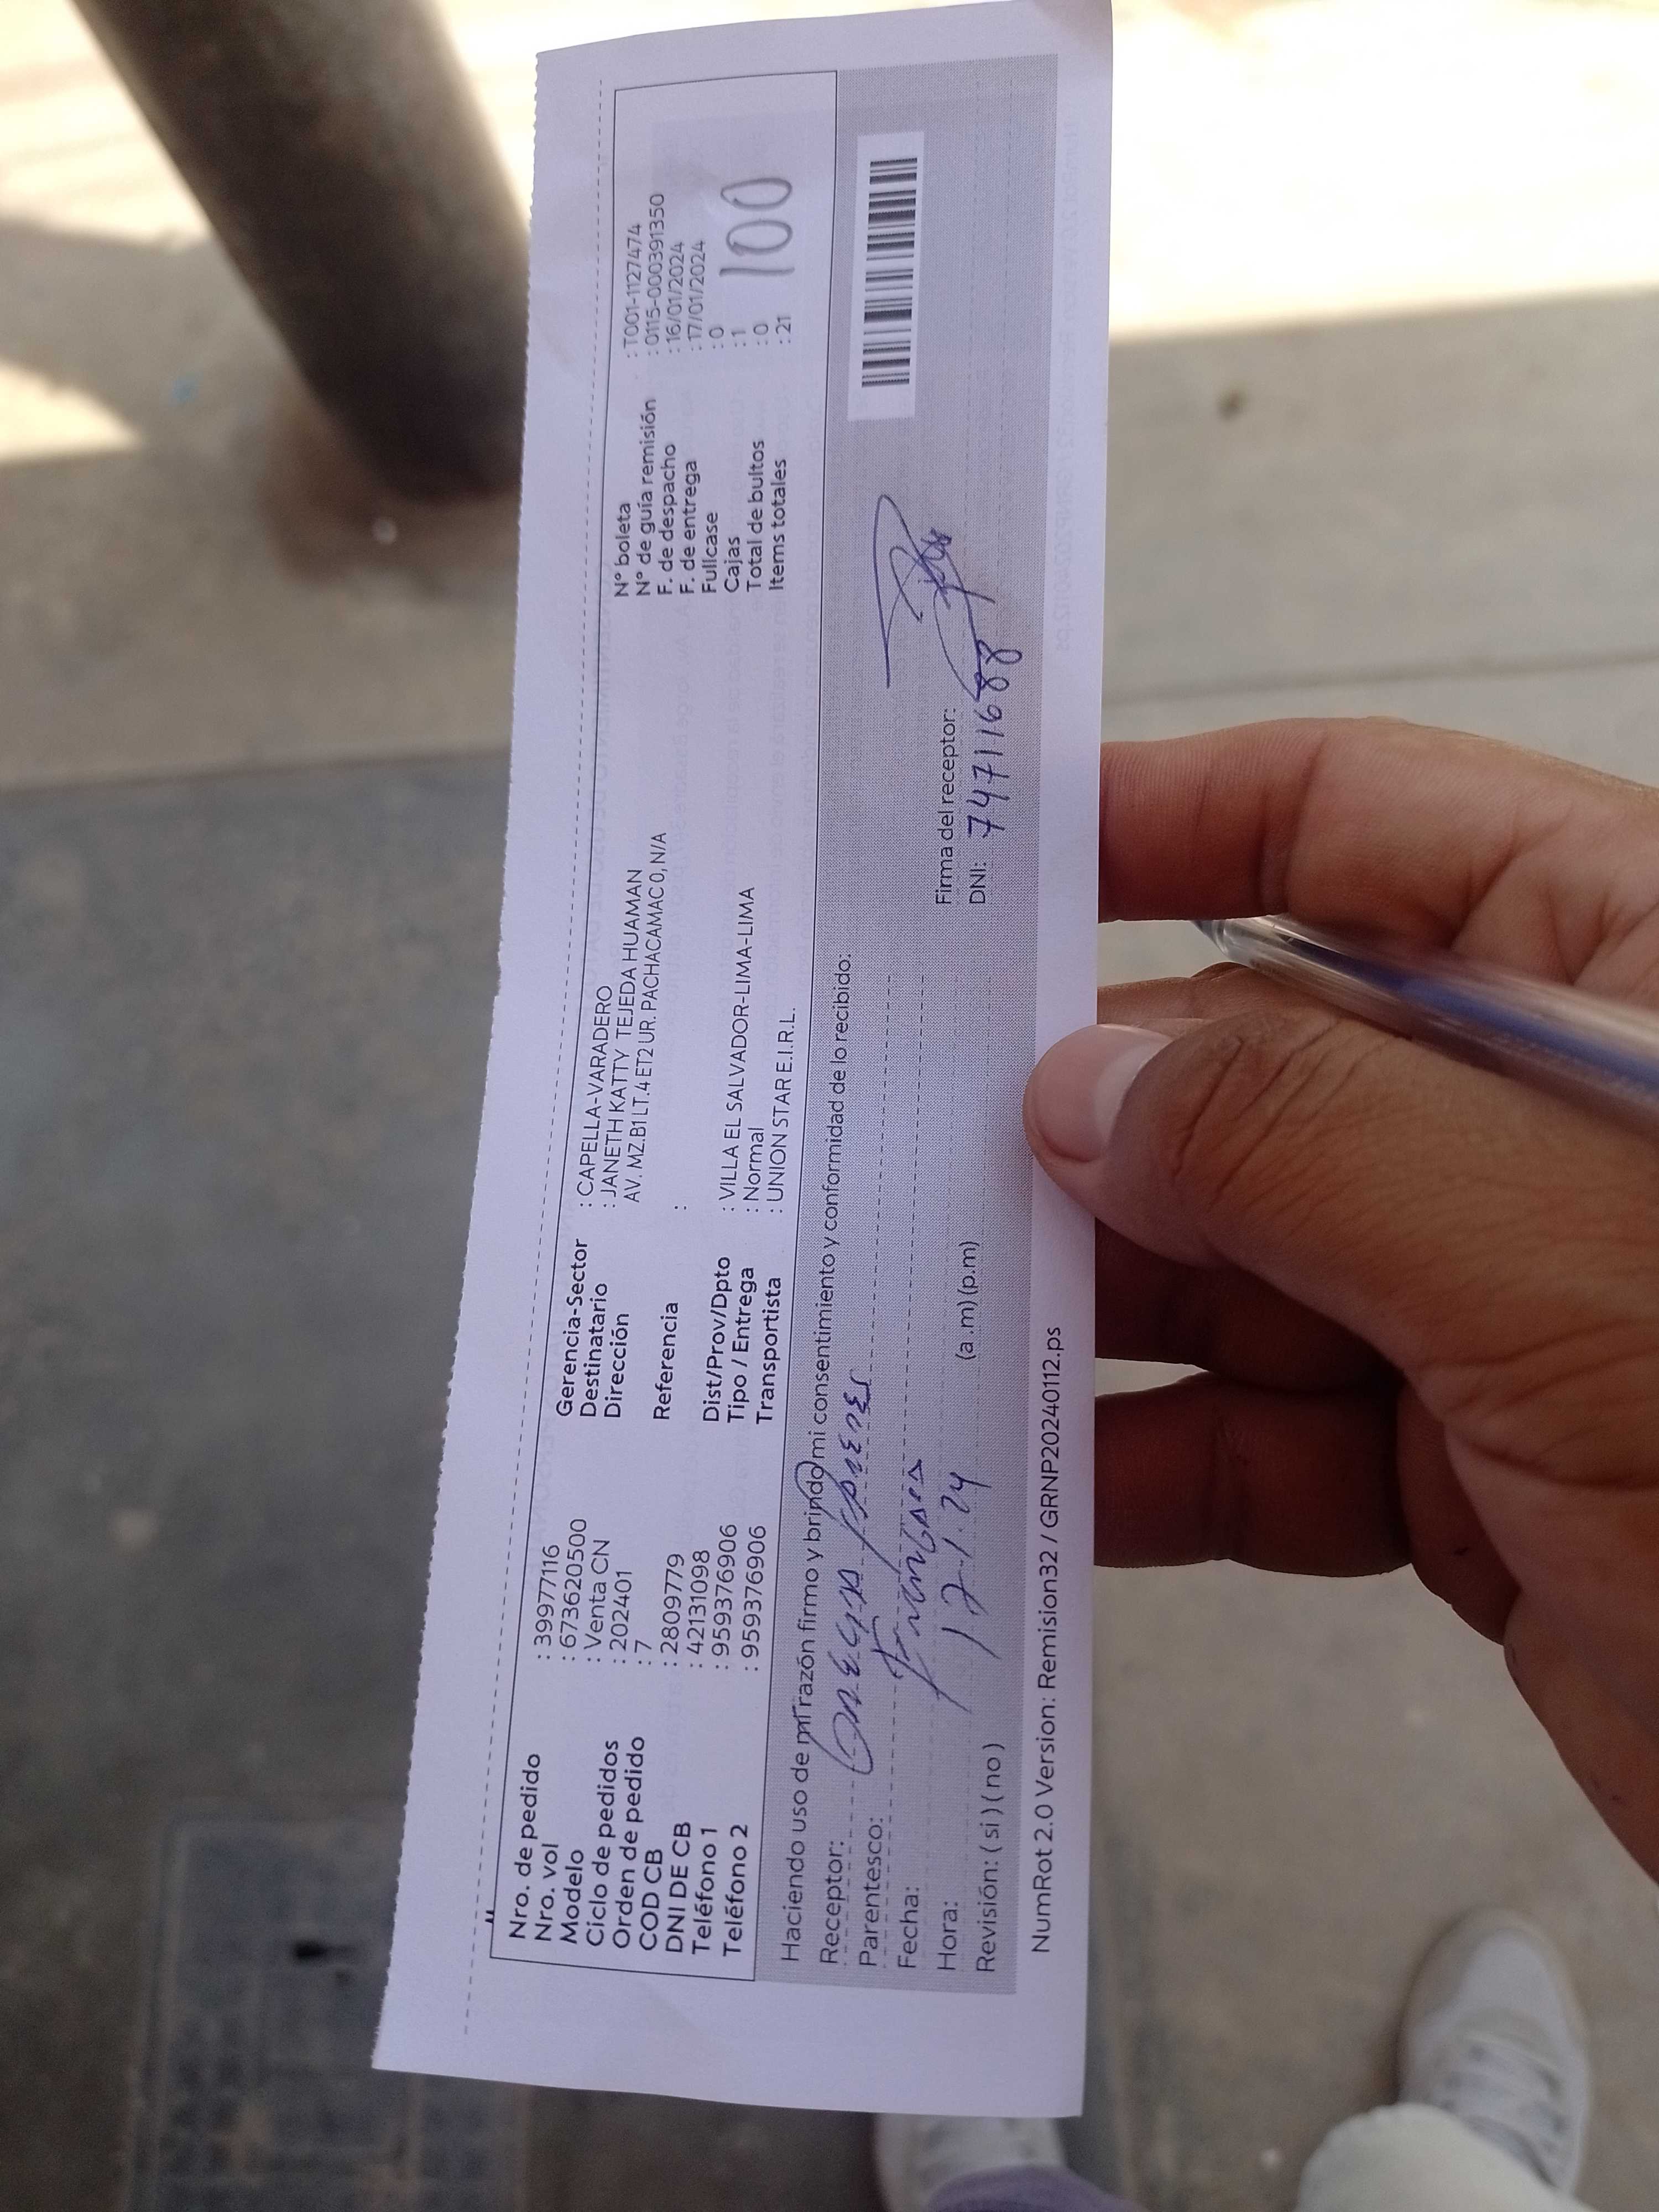 Nro. de pedido : 39977116
Nro. vol : 673620500
Modelo : Venta CN
Ciclo de pedidos : 202401
Orden de pedido : 7
COD CB : 2809779
DNI DE CB : 42131098
Teléfono 1 : 959376906
Teléfono 2 : 959376906
Gerencia-Sector : CAPELLA-VARADERO
Destinatario : JANETH KATTY TEJEDA HUAMAN
Dirección AV. MZ.B1 LT.4 ET2 UR. PACHACAMAC 0, N/A
Referencia :
Dist/Prov/Dpto : VILLA EL SALVADOR-LIMA-LIMA
Tipo / Entrega : Normal
Transportista : UNION STAR E.I.R.L.
N° boleta : T001-1127474
N° de guía remisión : 0115-000391350
F. de despacho : 16/01/2024
F. de entrega : 17/01/2024
Fullcase : 0
Cajas : 1
Total de bultos : 0
Items totales : 21
100
Haciendo uso de mi razón firmo y brindo mi consentimiento y conformidad de lo recibido:
Receptor:
Parentesco:
Fecha:
Hora: 17-1-24 (a.m) (p.m)
Revisión: ( si ) ( no )
Firma del receptor:
DNI: 74711688
NumRot 2.0 Version: Remision32 / GRNP20240112.ps